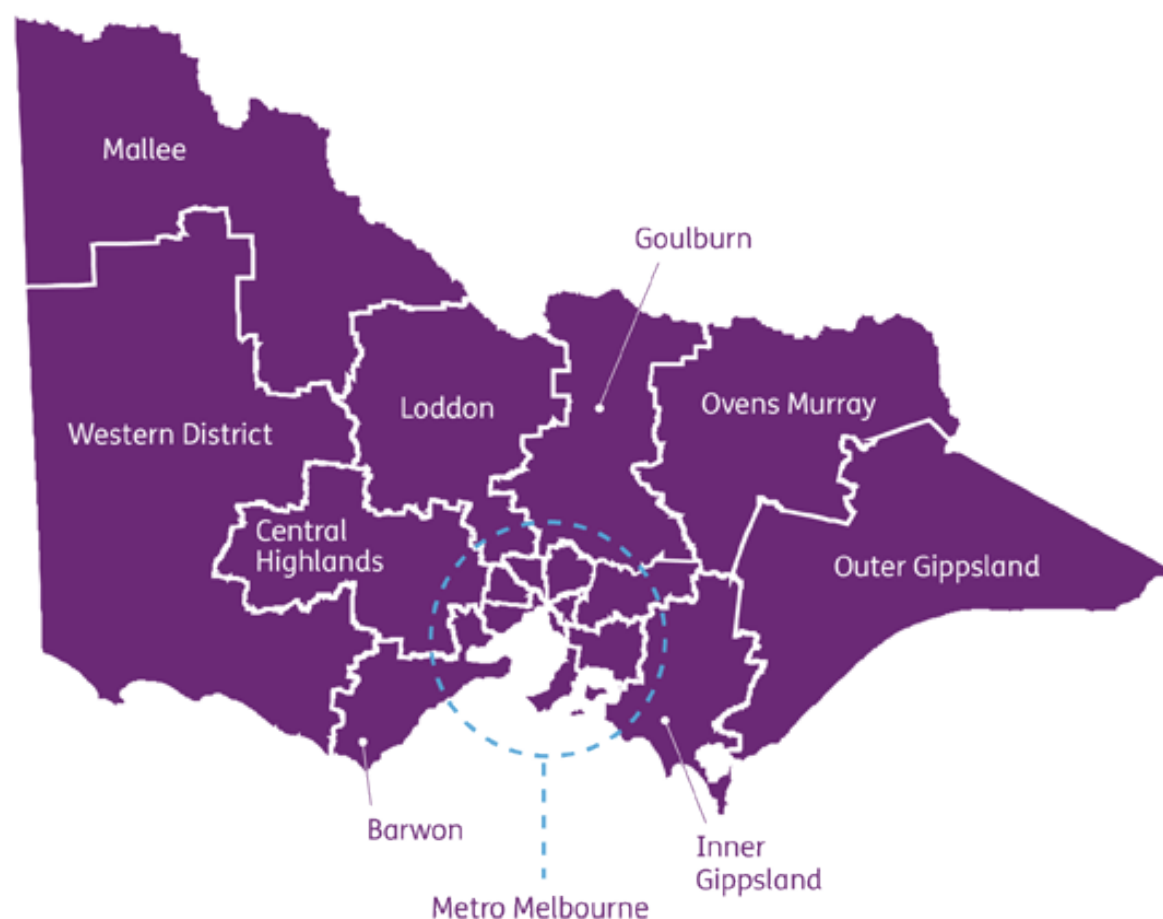 Mallee
Goulburn
Loddon
Ovens Murray
Western District
Central
Highlands
Outer Gippsland
Barwon
Inner
Gippsland
Metro Melbourne